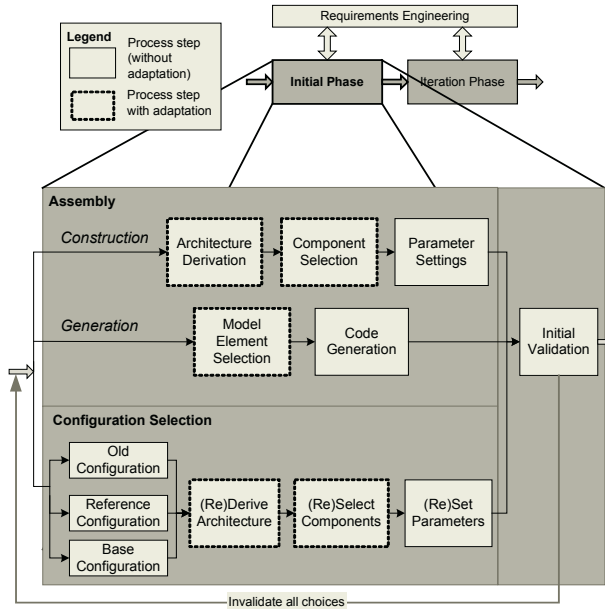 Requirements Engineering
Legend
Process step
(without
adaptation)
Process step
with adaptation
Initial Phase
Iteration Phase
Assembly
Construction
Architecture
Derivation
Component
Selection
Parameter
Settings
Generation
Model
Element
Selection
Code
Generation
Initial
Validation
Configuration Selection
Old
Configuration
Reference
Configuration
Base
Configuration
(Re)Derive
Architecture
(Re)Select
Components
(Re)Set
Parameters
Invalidate all choices